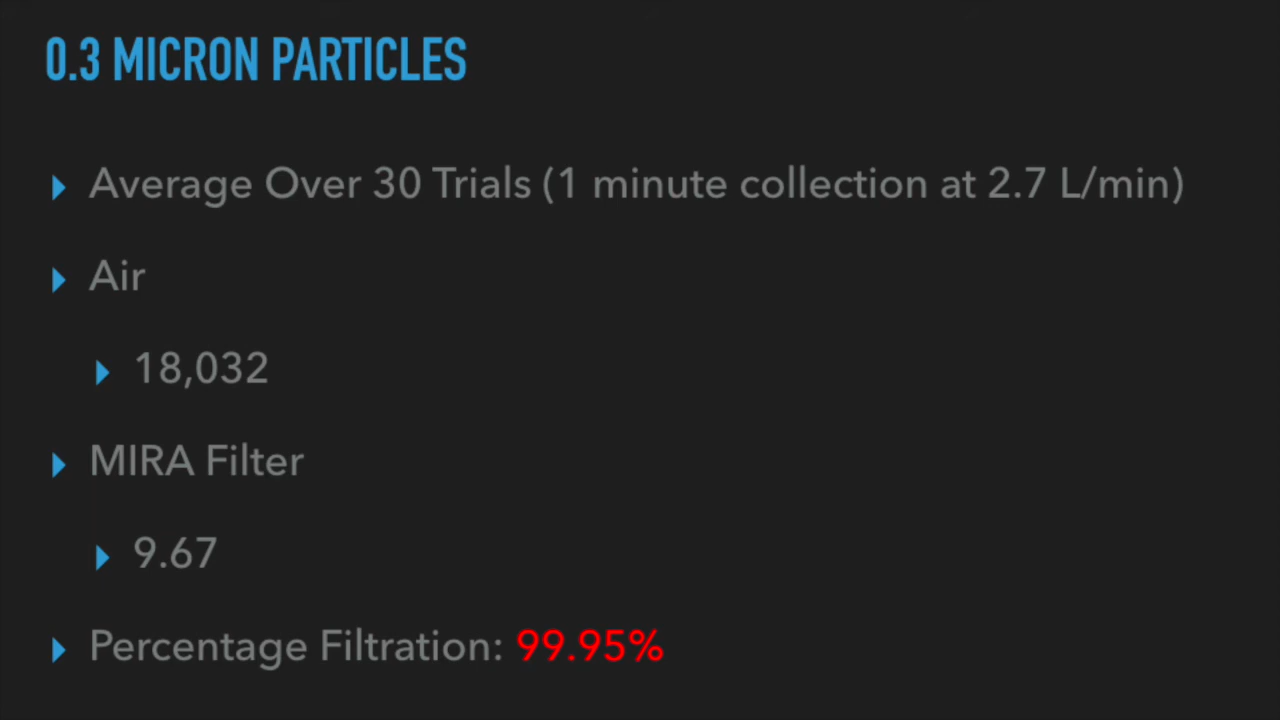 0.3 MICRON PARTICLES
Average Over 30 Trials (1 minute collection at 2.7 L/min)
Air
18,032
MIRA Filter
9.67
Percentage Filtration: 99.95%